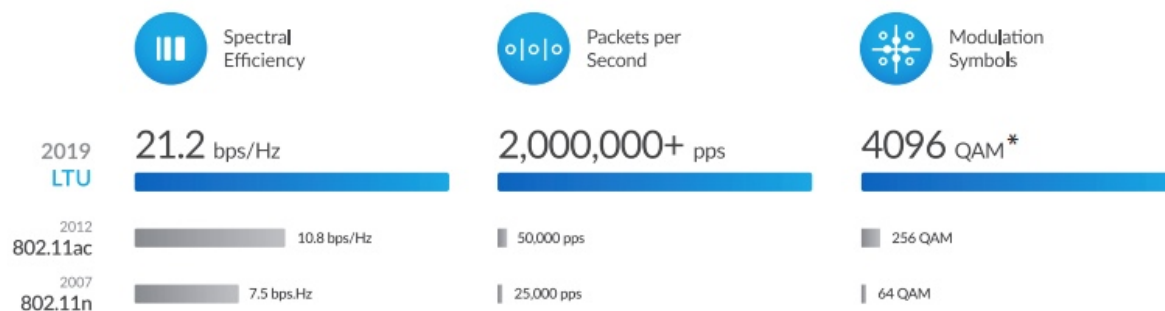 Spectral
Efficiency
Packets per
Second
Modulation
Symbols
2019
LTU
21.2 bps/Hz
2,000,000+ pps
4096 QAM*
2012
802.11ac
10.8 bps/Hz
50,000 pps
256 QAM
2007
802.11n
7.5 bps.Hz
25,000 pps
64 QAM